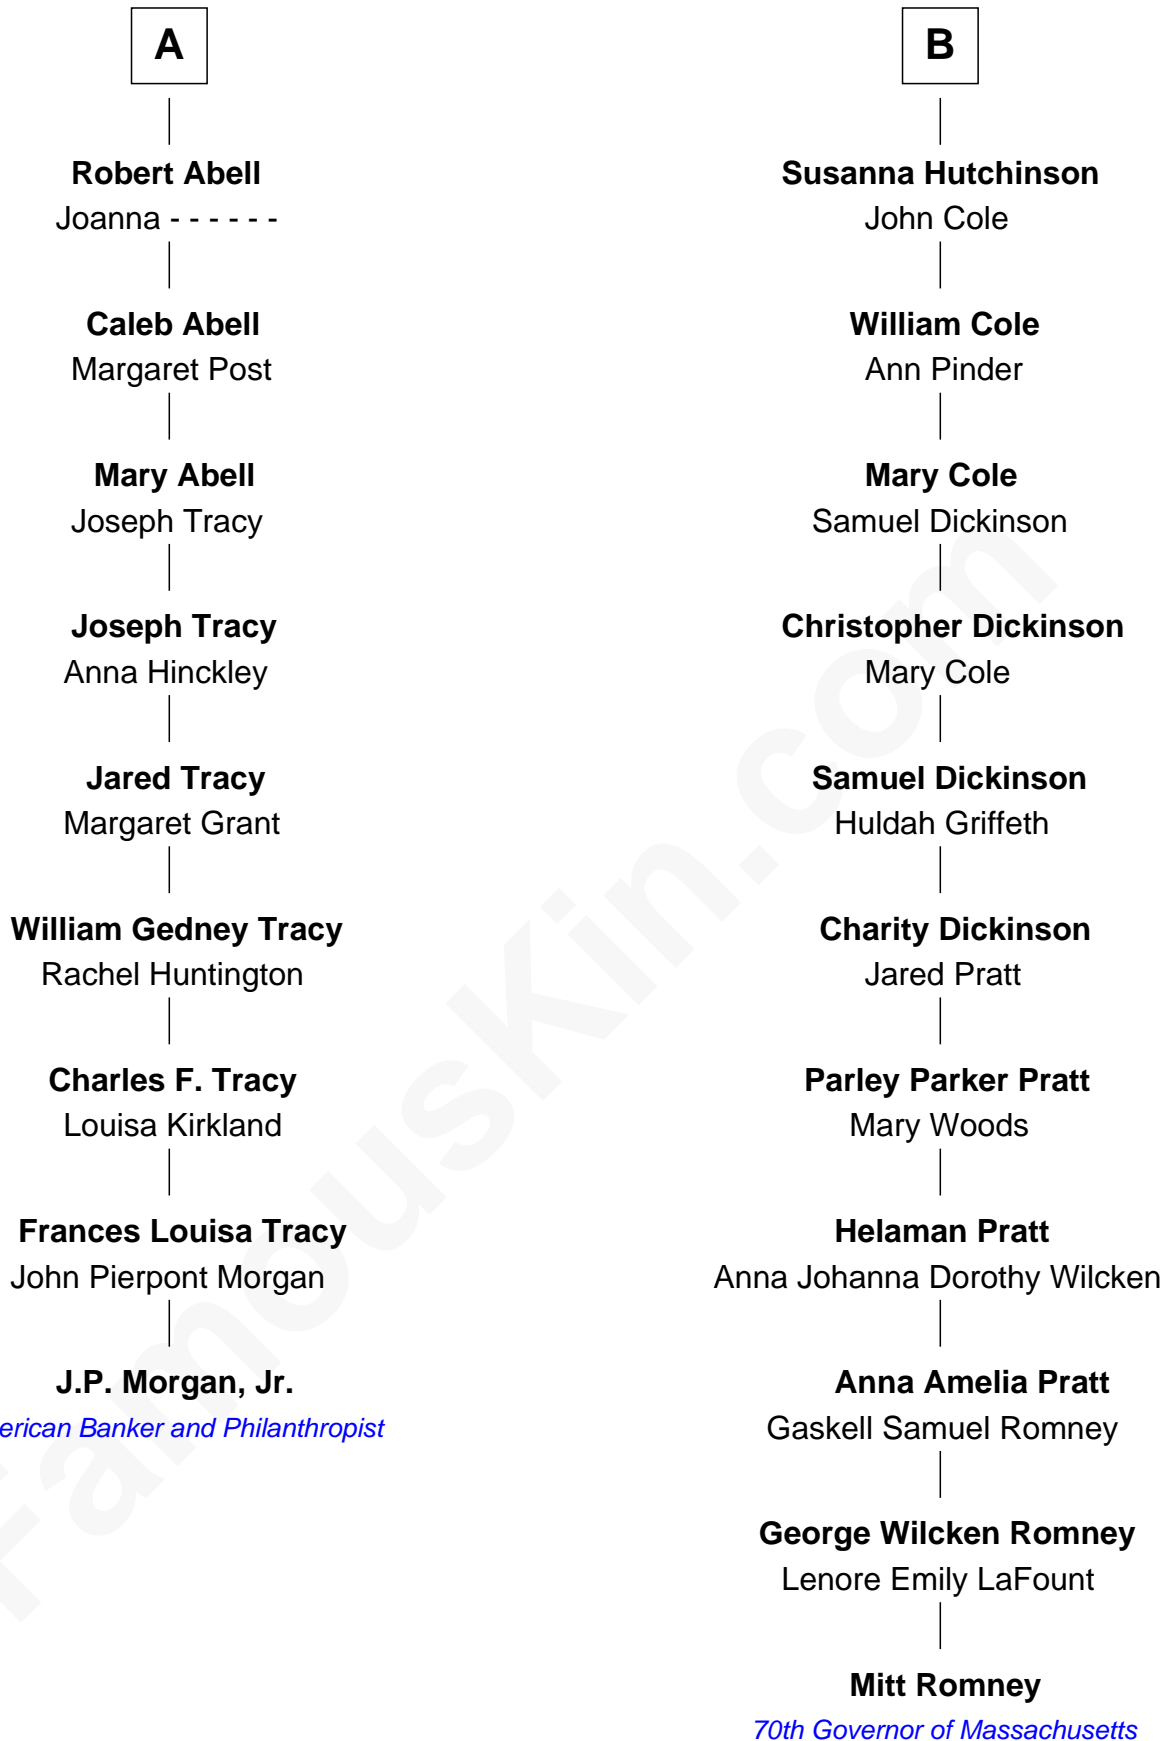 A
Robert Abell
Joanna - - - - - -
Caleb Abell
Margaret Post
Mary Abell
Joseph Tracy
Joseph Tracy
Anna Hinckley
Jared Tracy
Margaret Grant
William Gedney Tracy
Rachel Huntington
Charles F. Tracy
Louisa Kirkland
Frances Louisa Tracy
John Pierpont Morgan
J.P. Morgan, Jr.
erican Banker and Philanthropist
B
Susanna Hutchinson
John Cole
William Cole
Ann Pinder
Mary Cole
Samuel Dickinson
Christopher Dickinson
Mary Cole
Samuel Dickinson
Huldah Griffeth
Charity Dickinson
Jared Pratt
Parley Parker Pratt
Mary Woods
Helaman Pratt
Anna Johanna Dorothy Wilcken
Anna Amelia Pratt
Gaskell Samuel Romney
George Wilcken Romney
Lenore Emily LaFount
Mitt Romney
70th Governor of Massachusetts
FamousKin.com